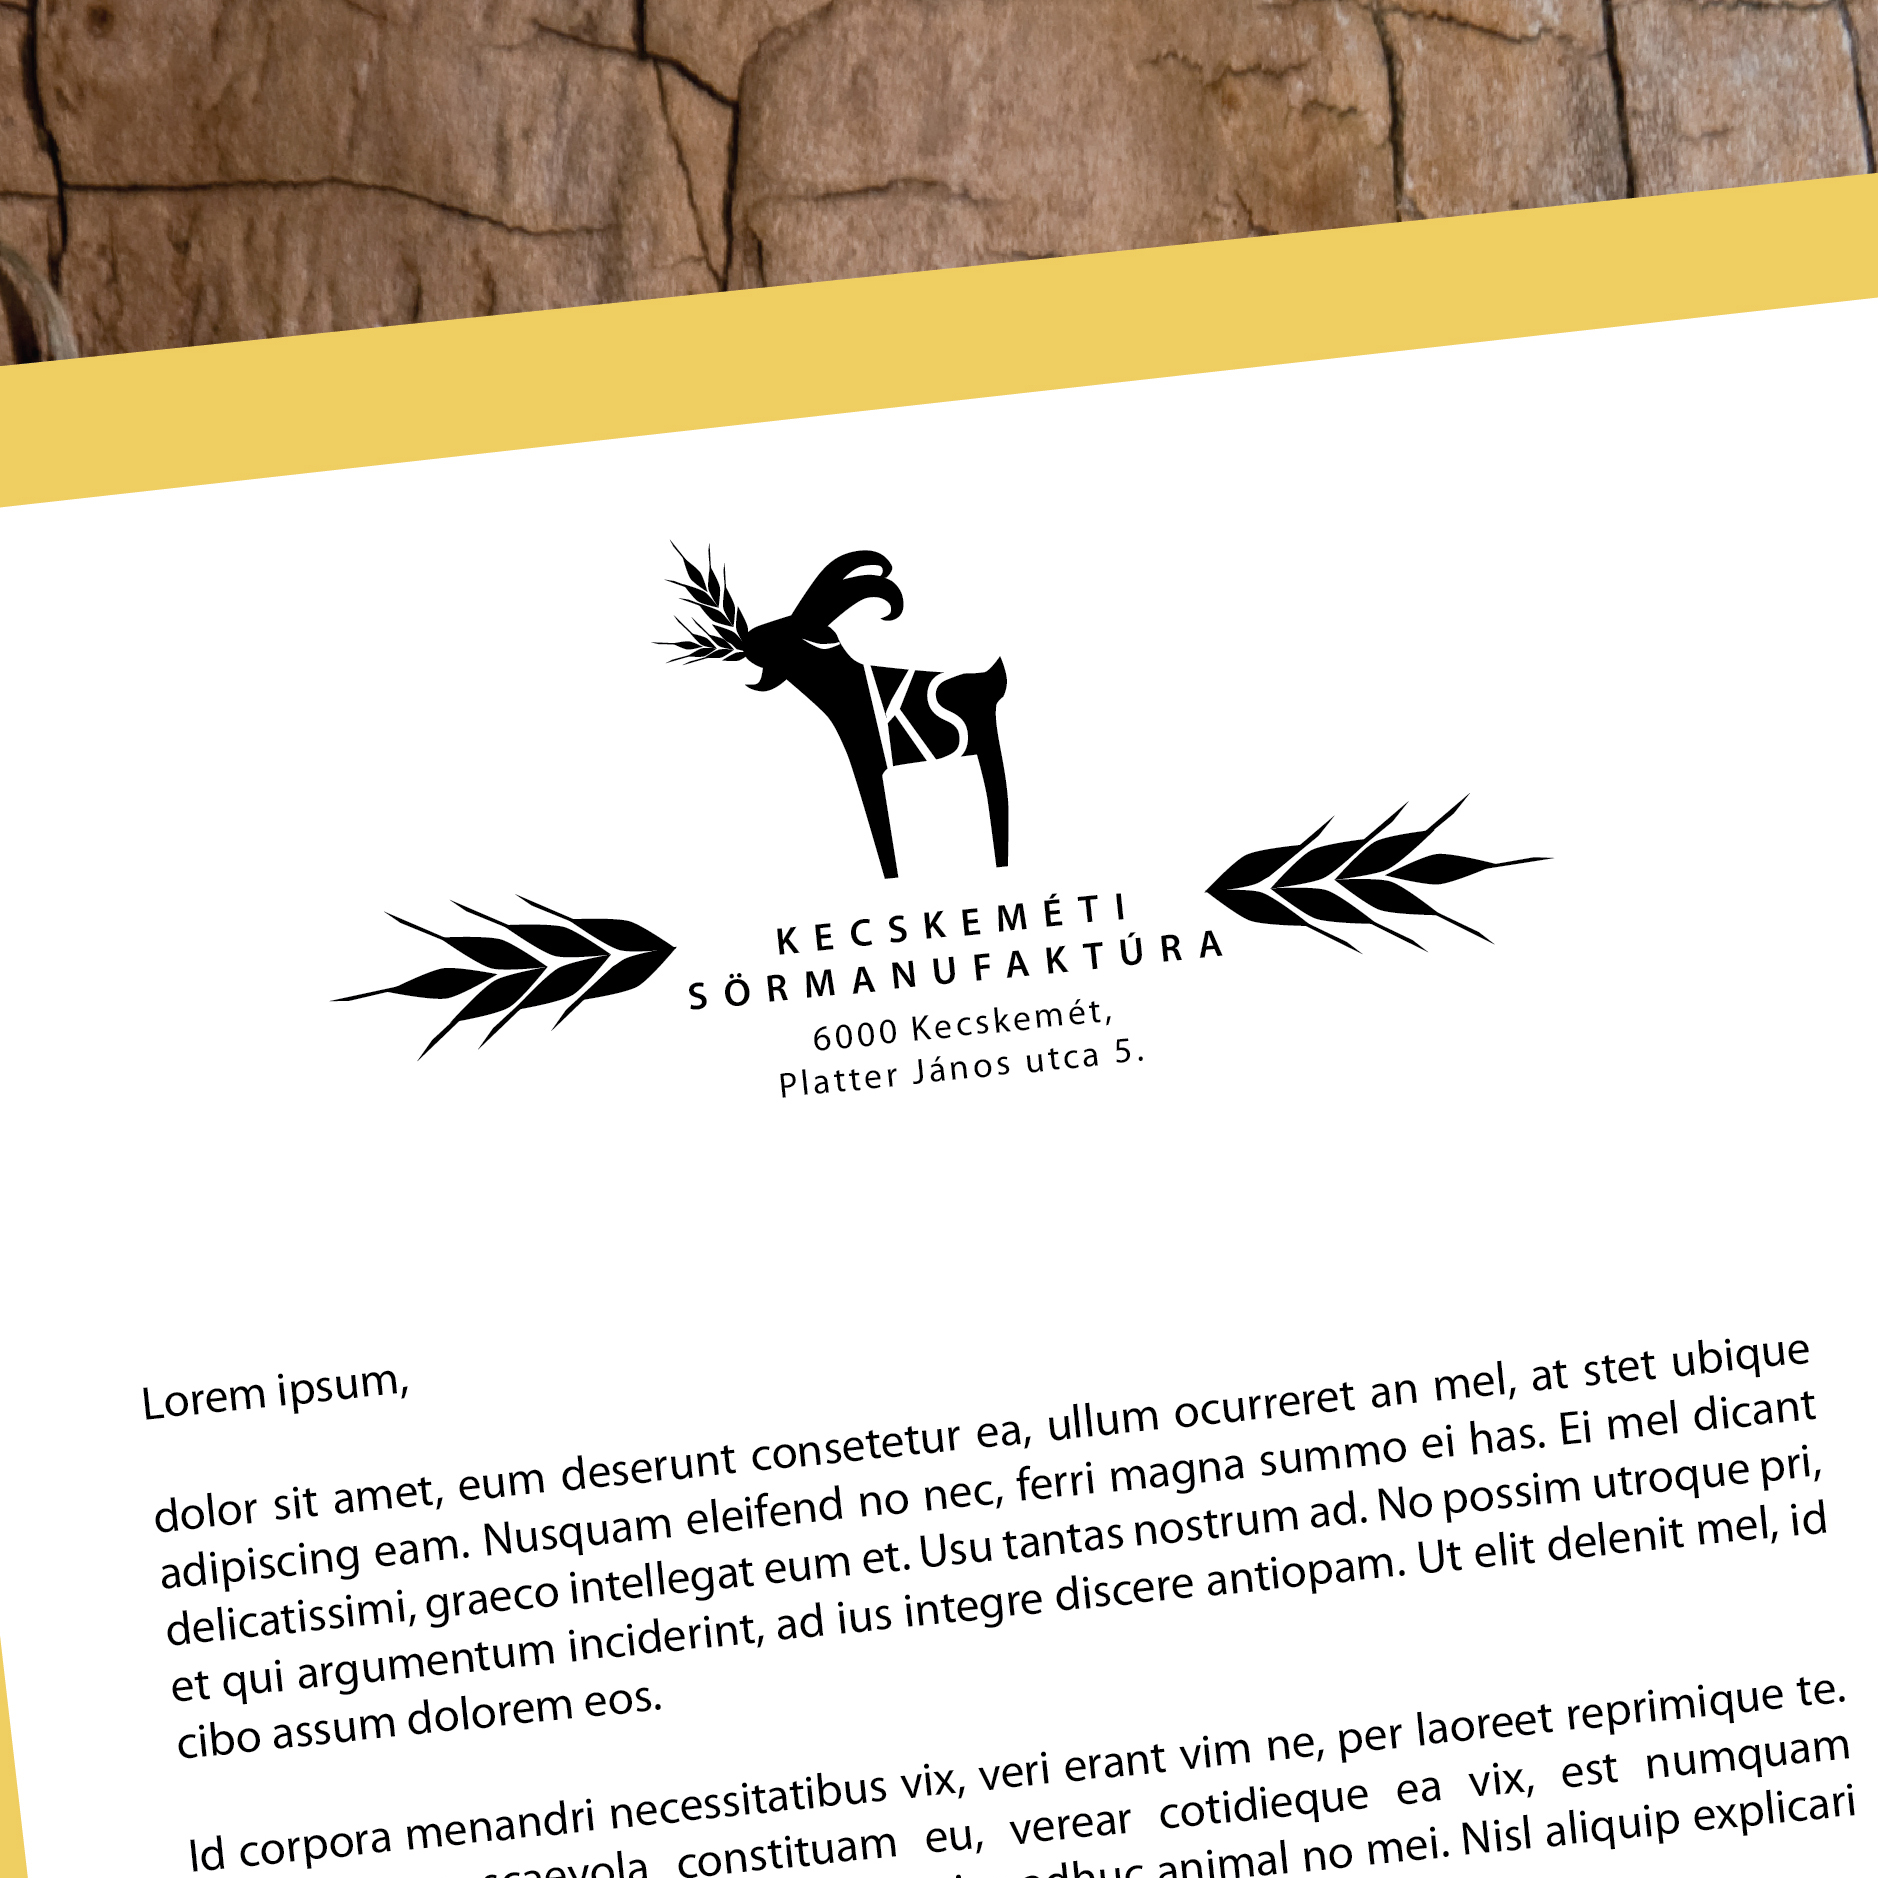 KS
KECSKEMÉTI
SÖRMANUFAKTÚRA
6000 Kecskemét,
Platter János utca 5.
Lorem ipsum,
dolor sit amet, eum deserunt consetetur ea, ullum ocurreret an mel, at stet ubique
adipiscing eam. Nusquam eleifend no nec, ferri magna summo ei has. Ei mel dicant
delicatissimi, graeco intellegat eum et. Usu tantas nostrum ad. No possim utroque pri,
et qui argumentum inciderint, ad ius integre discere antiopam. Ut elit delenit mel, id
cibo assum dolorem eos.
Id corpora menandri necessitatibus vix, veri erant vim ne, per laoreet reprimique te.
scaevola constituam eu, verear cotidieque ea vix, est numquam
adhuc animal no mei. Nisl aliquip explicari